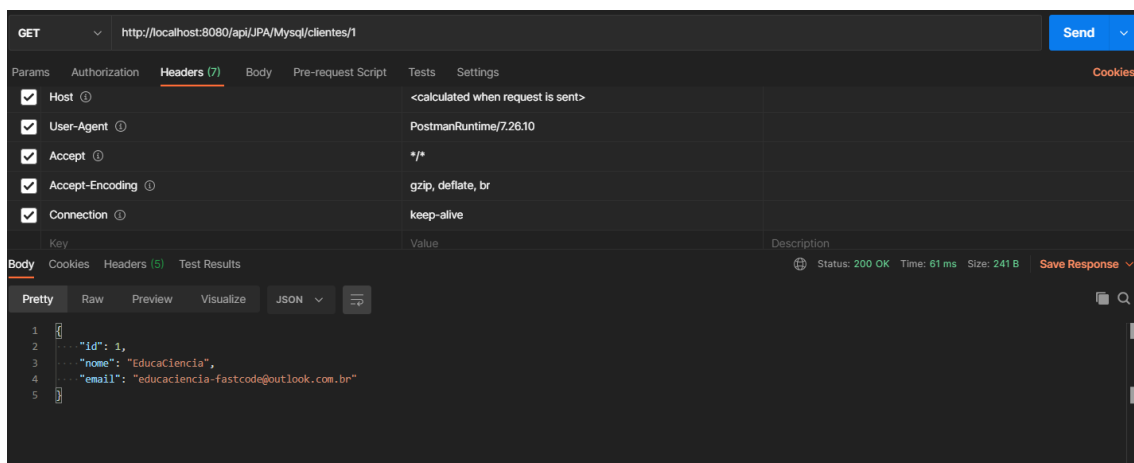 GET http://localhost:8080/api/JPA/Mysql/clientes/1 Send
Params Authorization Headers (7) Body Pre-request Script Tests Settings Cookies
Host <calculated when request is sent>
User-Agent PostmanRuntime/7.26.10
Accept */*
Accept-Encoding gzip, deflate, br
Connection keep-alive
Key Value Description
Body Cookies Headers (5) Test Results Status: 200 OK Time: 61 ms Size: 241 B Save Response
Pretty Raw Preview Visualize JSON
1 {
2 "id": 1,
3 "nome": "EducaCiencia",
4 "email": "educaciencia-fastcode@outlook.com.br"
5 }